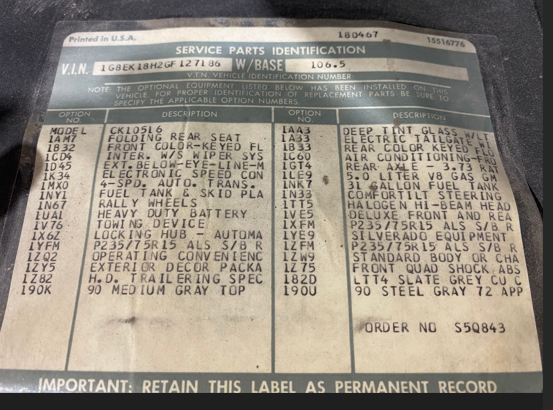 Printed in U.S.A. 180467 15516776
SERVICE PARTS IDENTIFICATION
V.I.N. 1G8EK18H2GF127186 W/BASE 106.5
V.I.N. VEHICLE IDENTIFICATION NUMBER
NOTE: THE OPTIONAL EQUIPMENT LISTED BELOW HAS BEEN INSTALLED ON THIS
VEHICLE. FOR PROPER IDENTIFICATION OF REPLACEMENT PARTS BE SURE TO
SPECIFY THE APPLICABLE OPTION NUMBERS.
OPTION NO. DESCRIPTION OPTION NO. DESCRIPTION
MODEL CK10516 1AA3 DEEP TINT GLASS W/LI
1AM7 FOLDING REAR SEAT 1A33 ELECTRIC TAILGATE
1B32 FRONT COLOR-KEYED FL 1B33 REAR COLOR KEYED
1CD4 INTER. W/S WIPER SYS 1C60 AIR CONDITIONING-FRO
1D45 EXT.BELOW-EYE-LINE-M 1GT4 REAR AXLE - 3.73 RAT
1K34 ELECTRONIC SPEED CON 1LE9 5.0 LITER V8 GAS
1MX0 4-SPD. AUTO. TRANS. 1NK7 31 GALLON FUEL TANK
1NY1 FUEL TANK & SKID PLA 1N33 COMFORTILT STEERING
1N67 RALLY WHEELS 1TT5 HALOGEN HI-BEAM HEAD
1UA1 HEAVY DUTY BATTERY 1VE5 DELUXE FRONT AND REA
1V76 TOWING DEVICE 1XFM P235/75R15 ALS S/B R
1X6Z LOCKING HUB - AUTOMA 1YE9 SILVERADO EQUIPMENT
1YFM P235/75R15 ALS S/B R 1ZFM P235/75R15 ALS S/B R
1ZQ2 OPERATING CONVENIENC 1ZW9 STANDARD BODY OR CHA
1ZY5 EXTERIOR DECOR PACKA 1Z75 FRONT QUAD SHOCK ABS
1Z82 H.D. TRAILERING SPEC 182D LTT4 SLATE GREY CU C
190K 90 MEDIUM GRAY TOP 190U 90 STEEL GRAY 72 APP
ORDER NO S5Q843
IMPORTANT: RETAIN THIS LABEL AS PERMANENT RECORD